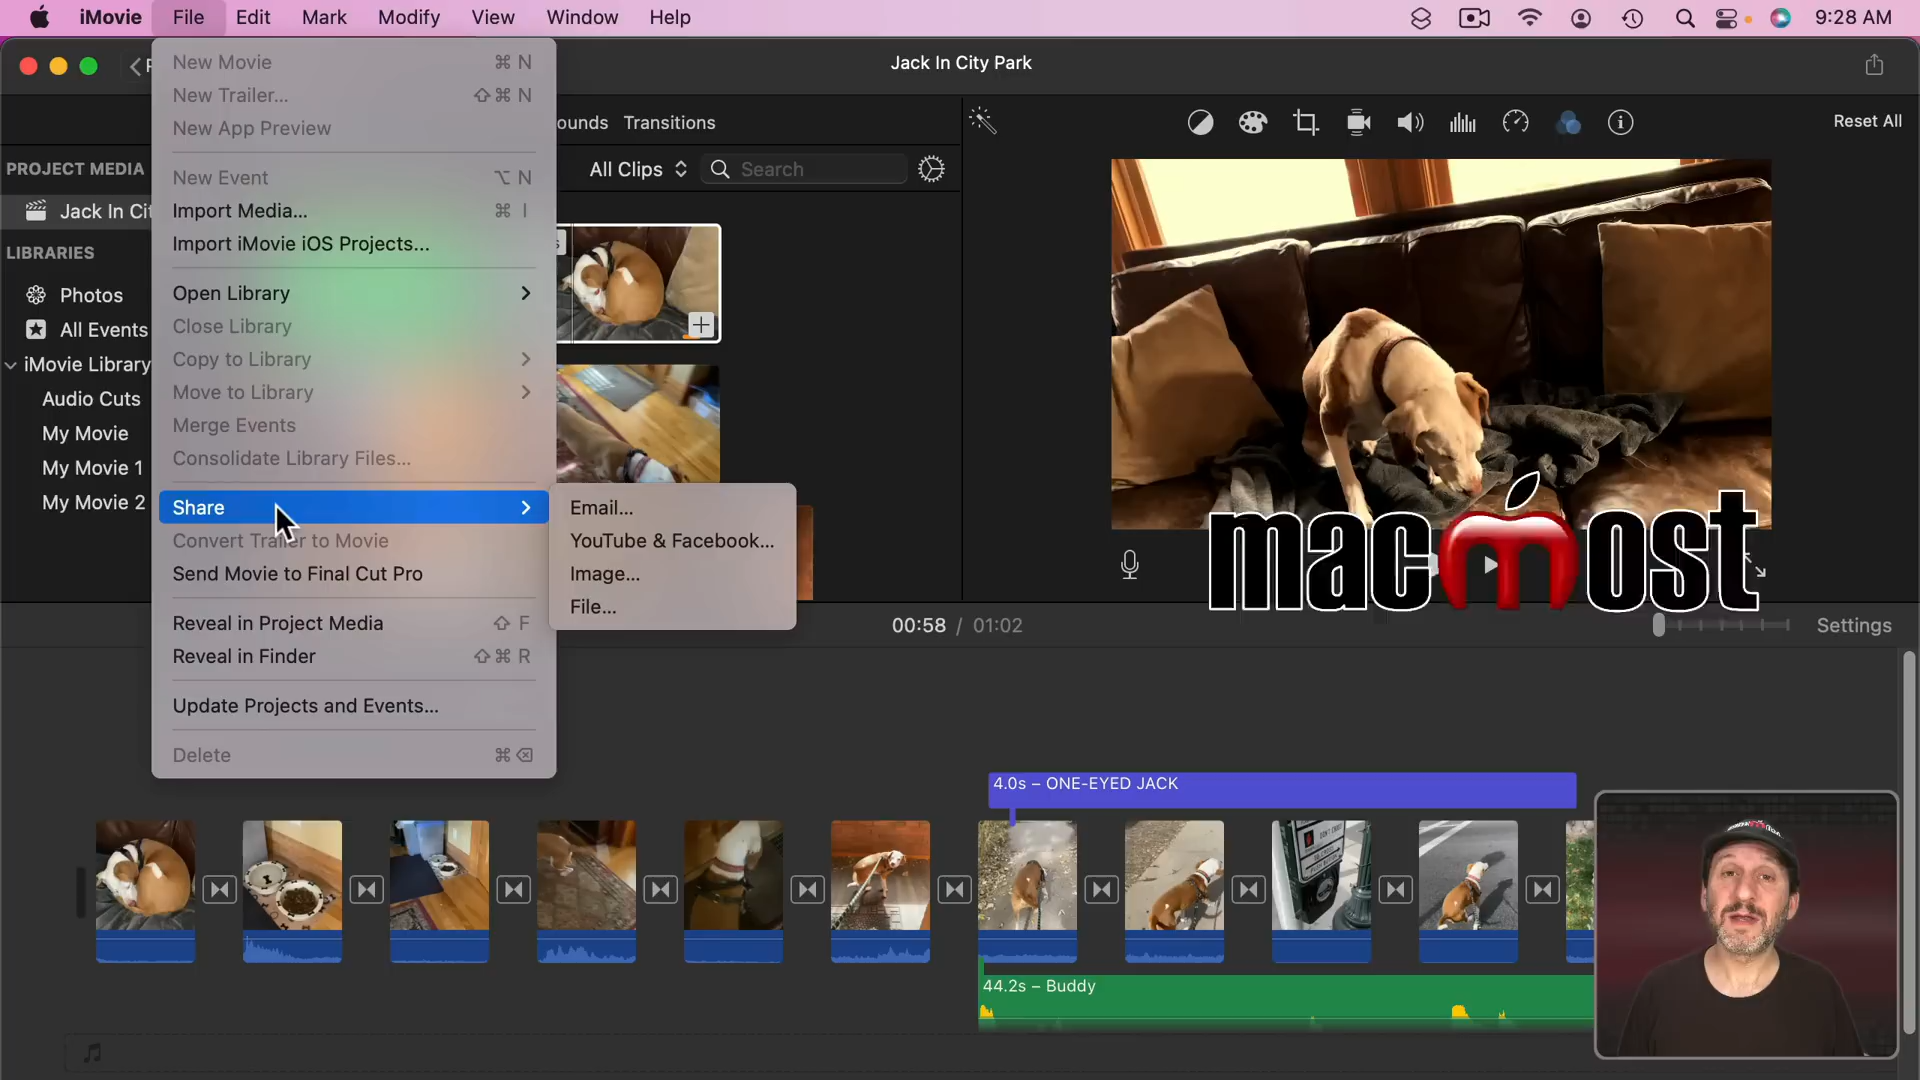 iMovie File Edit Mark Modify View Window Help 9:28 AM
Jack In City Park
New Movie ⌘ N
New Trailer... ⇧⌘ N
New App Preview
New Event ⌥ N
Import Media... ⌘ I
Import iMovie iOS Projects...
Open Library
Close Library
Copy to Library
Move to Library
Merge Events
Consolidate Library Files...
Share
Convert Trailer to Movie
Send Movie to Final Cut Pro
Reveal in Project Media ⇧ F
Reveal in Finder ⇧⌘ R
Update Projects and Events...
Delete ⌘⌫
Email...
YouTube & Facebook...
Image...
File...
ounds Transitions
All Clips Search
Reset All
PROJECT MEDIA
Jack In Cit
LIBRARIES
Photos
All Events
iMovie Library
Audio Cuts
My Movie
My Movie 1
My Movie 2
macmost
00:58 / 01:02
Settings
4.0s – ONE-EYED JACK
44.2s – Buddy